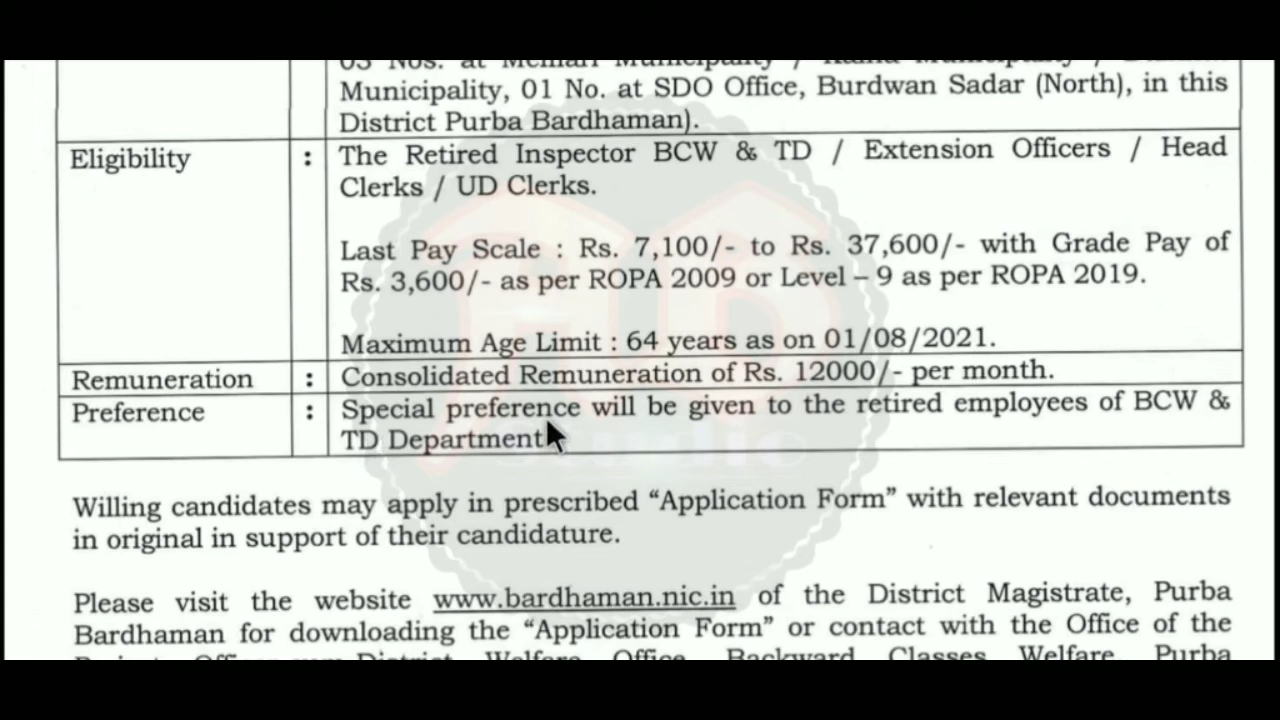 Municipality, 01 No. at SDO Office, Burdwan Sadar (North), in this
District Purba Bardhaman).
Eligibility : The Retired Inspector BCW & TD / Extension Officers / Head
Clerks / UD Clerks.
Last Pay Scale : Rs. 7,100/- to Rs. 37,600/- with Grade Pay of
Rs. 3,600/- as per ROPA 2009 or Level – 9 as per ROPA 2019.
Maximum Age Limit : 64 years as on 01/08/2021.
Remuneration : Consolidated Remuneration of Rs. 12000/- per month.
Preference : Special preference will be given to the retired employees of BCW &
TD Department
Willing candidates may apply in prescribed “Application Form” with relevant documents
in original in support of their candidature.
Please visit the website www.bardhaman.nic.in of the District Magistrate, Purba
Bardhaman for downloading the “Application Form” or contact with the Office of the
Welfare Office, Backward Classes Welfare, Purba